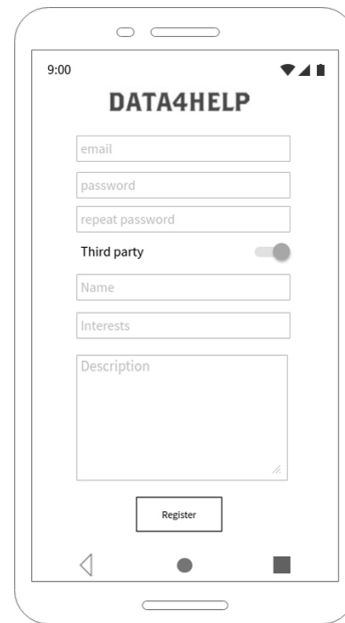 9:00
DATA4HELP
email
password
repeat password
Third party
Name
Interests
Description
Register